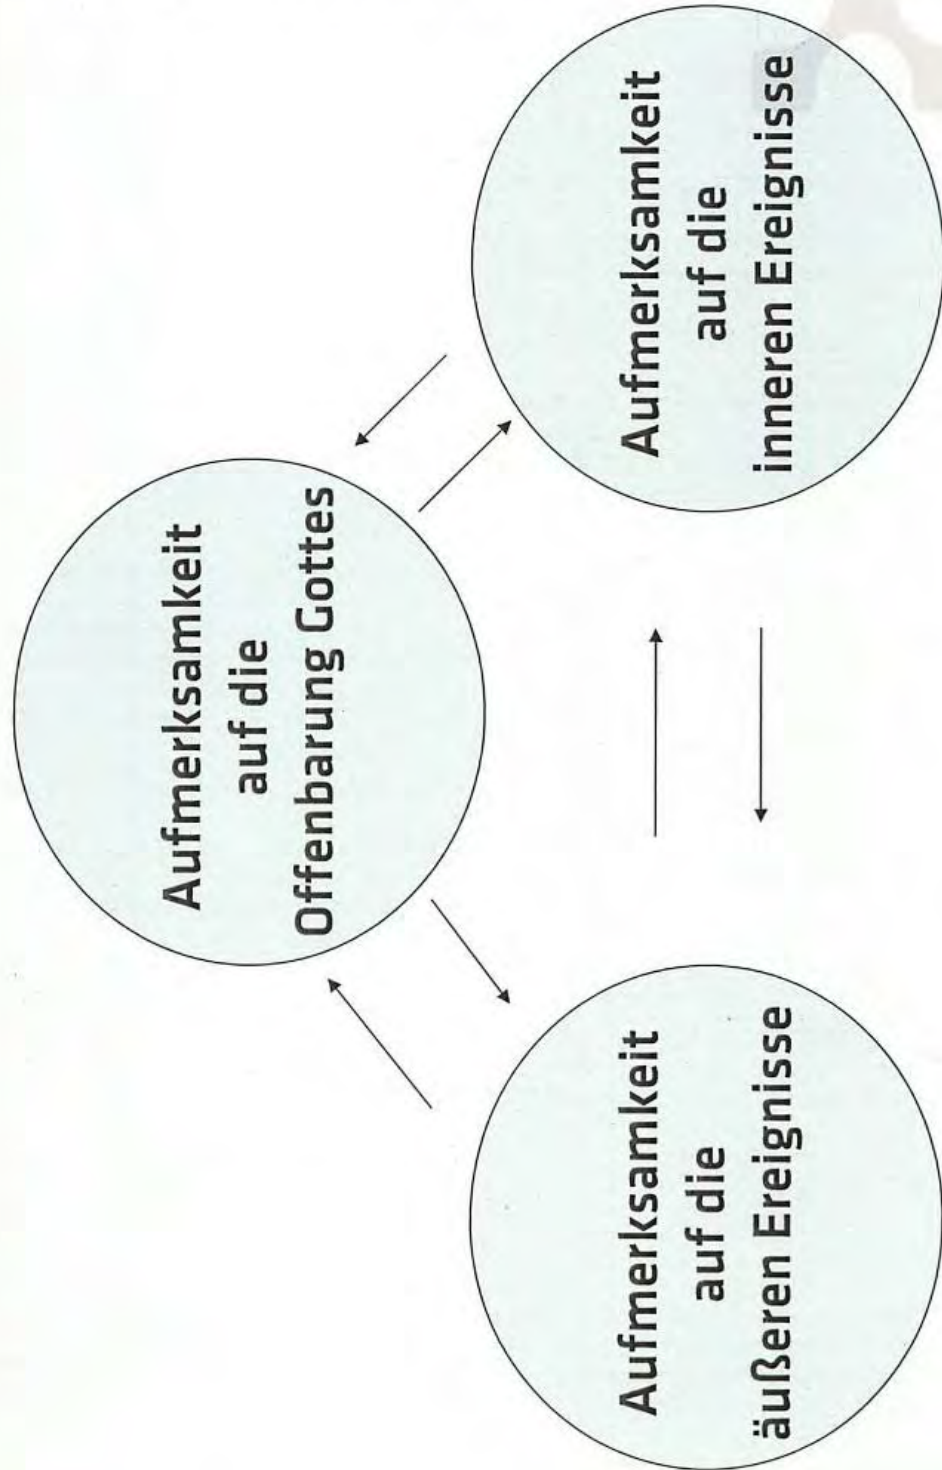 Aufmerksamkeit
auf die
Offenbarung Gottes
Aufmerksamkeit
auf die
äußeren Ereignisse
Aufmerksamkeit
auf die
inneren Ereignisse